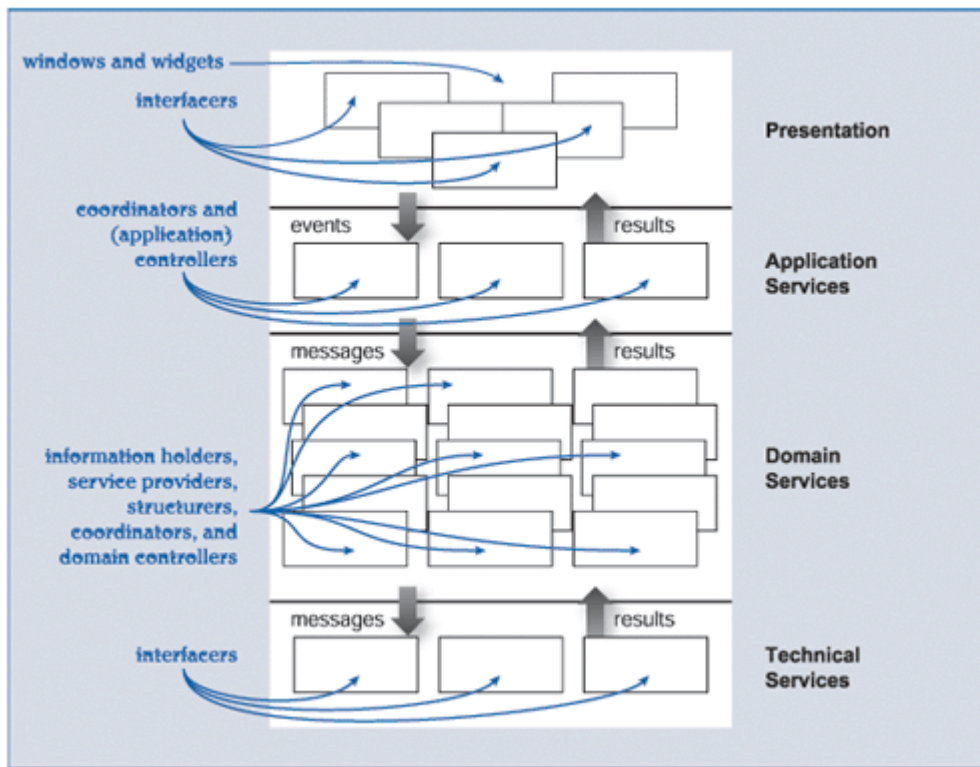 windows and widgets
interfacers
Presentation
coordinators and
(application)
controllers
events
results
Application
Services
messages
results
information holders,
service providers,
structurers,
coordinators, and
domain controllers
Domain
Services
messages
results
interfacers
Technical
Services